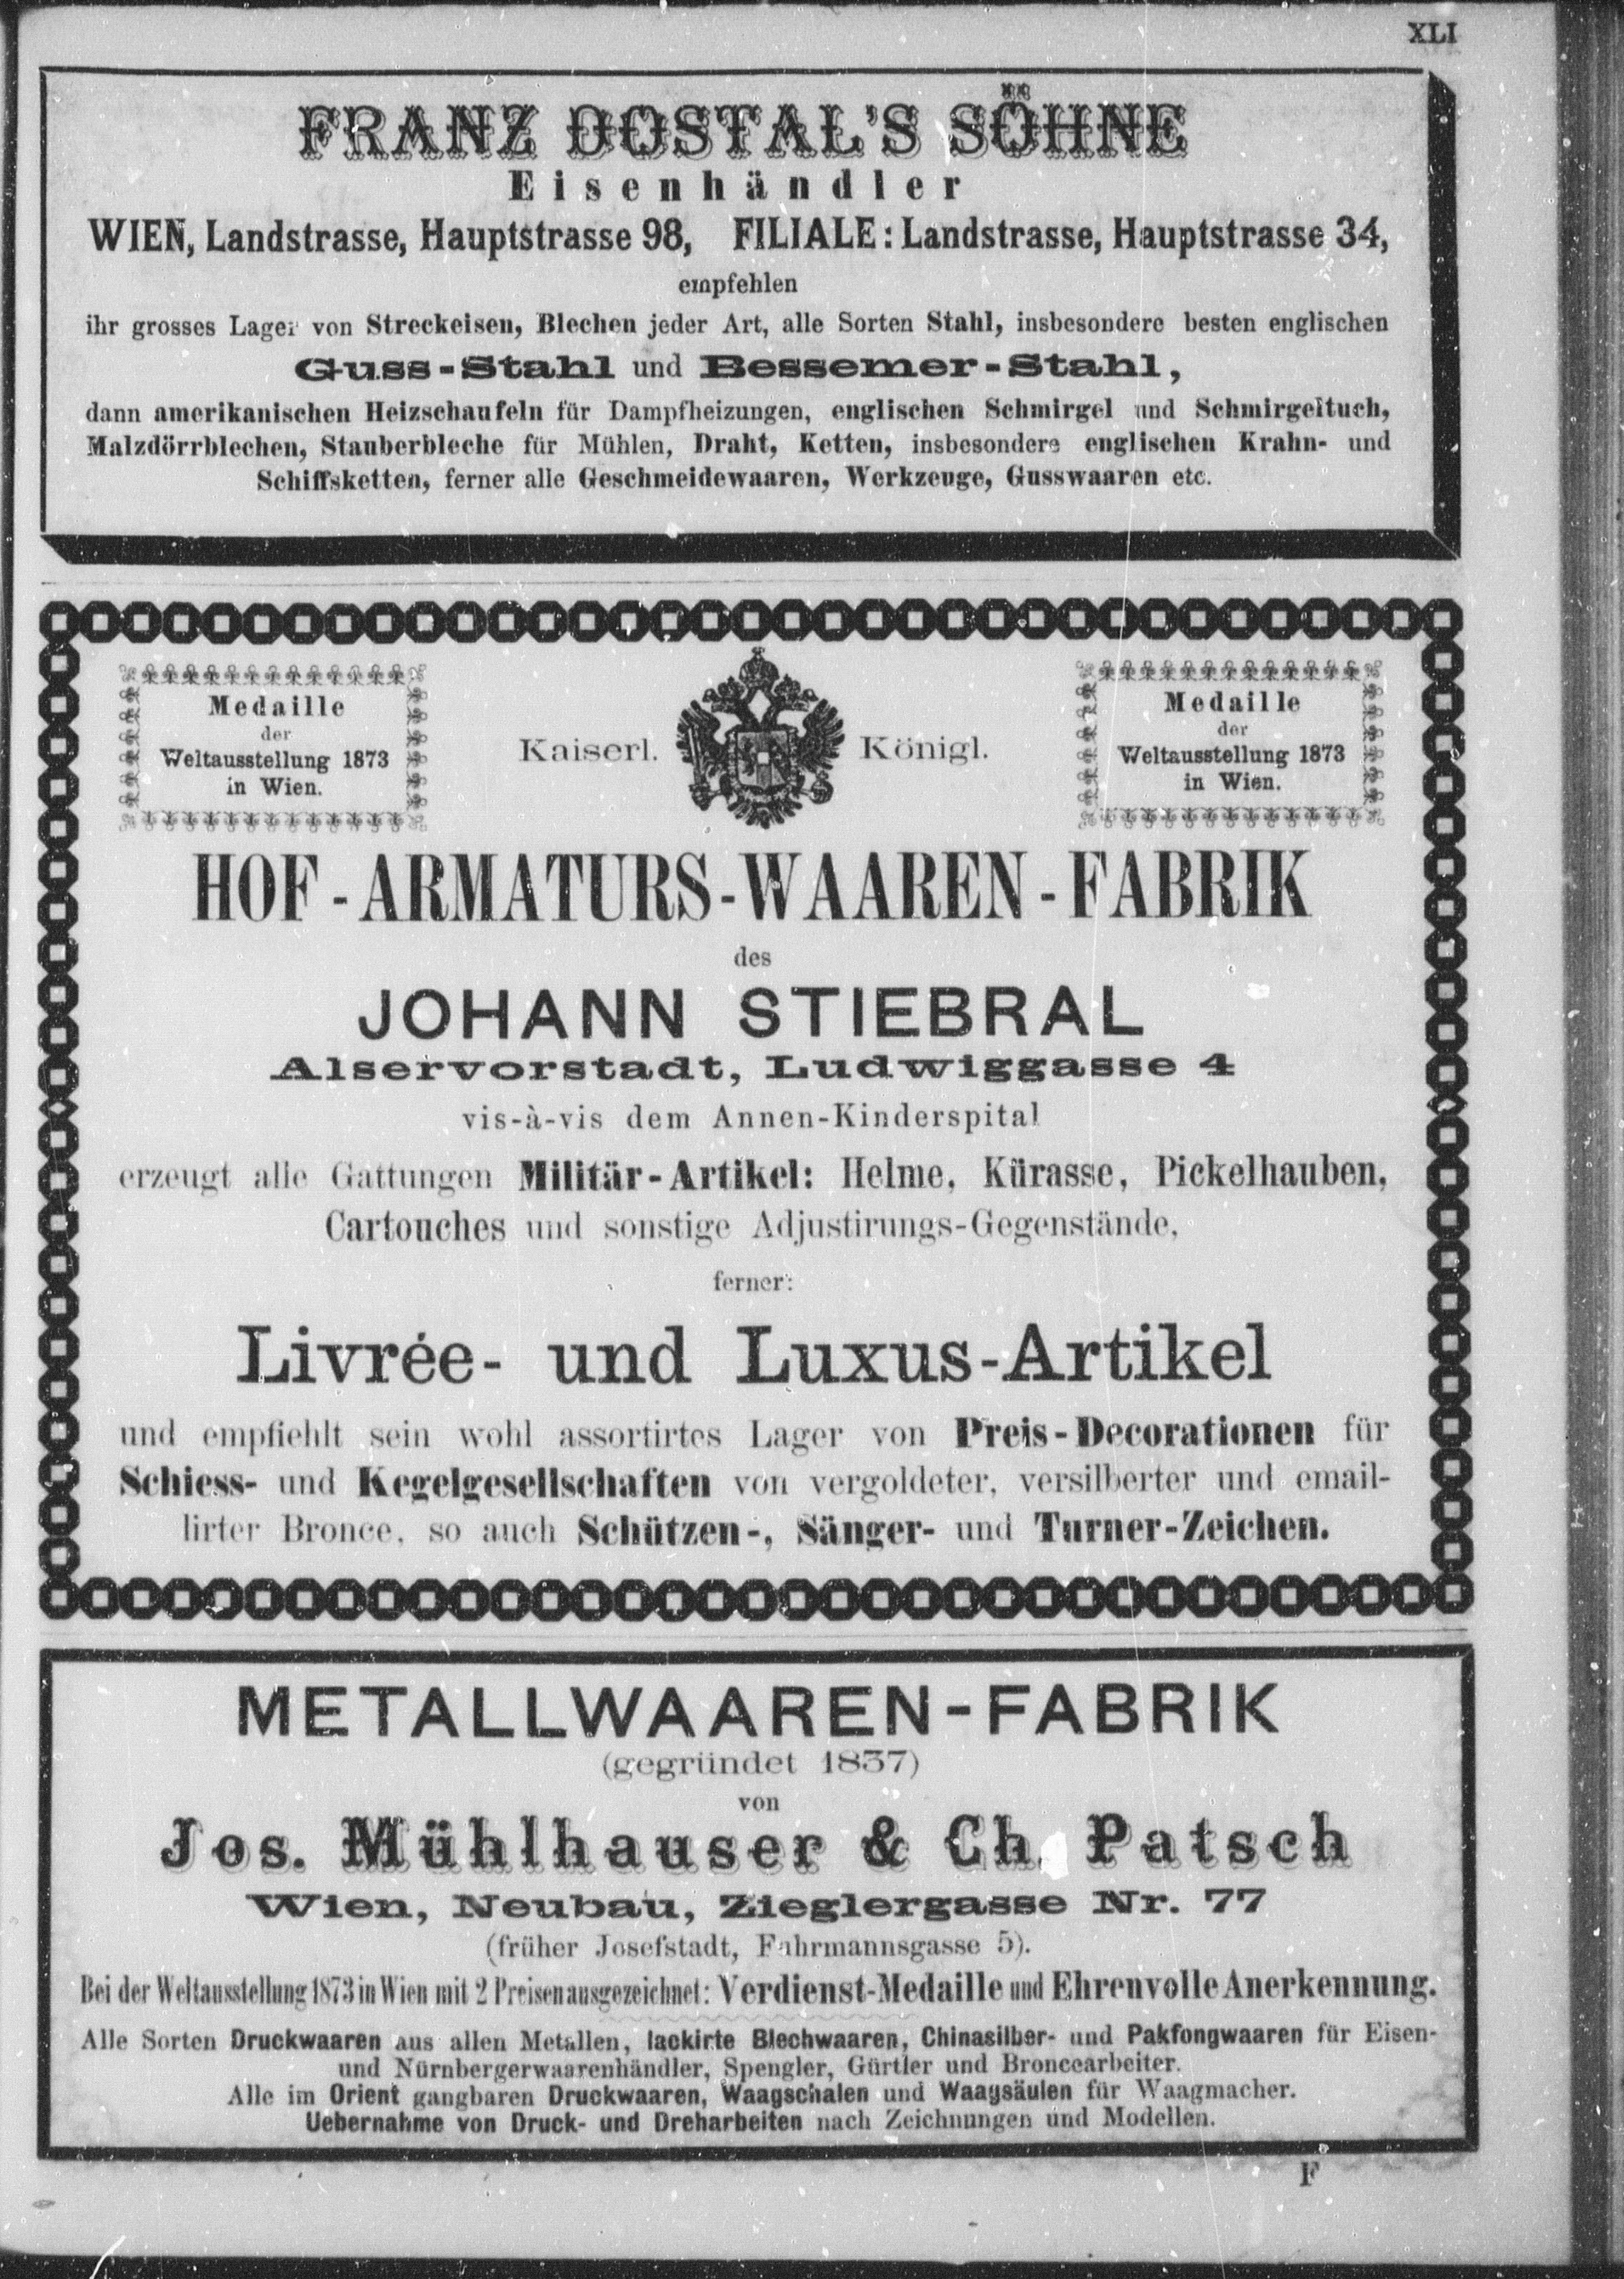 XLI
FRANZ DOSTAL'S SÖHNE
Eisenhändler
WIEN, Landstrasse, Hauptstrasse 98, FILIALE: Landstrasse, Hauptstrasse 34,
empfehlen
ihr grosses Lager von Streckeisen, Blechen jeder Art, alle Sorten Stahl, insbesondere besten englischen
Guss-Stahl und Bessemer-Stahl,
dann amerikanischen Heizschaufeln für Dampfheizungen, englischen Schmirgel und Schmirgeltuch,
Malzdörrblechen, Stauberbleche für Mühlen, Draht, Ketten, insbesondere englischen Krahn- und
Schiffsketten, ferner alle Geschmeidewaaren, Werkzeuge, Gusswaaren etc.
Medaille
der
Weltausstellung 1873
in Wien.
Kaiserl. Königl.
Medaille
der
Weltausstellung 1873
in Wien.
HOF-ARMATURS-WAAREN-FABRIK
des
JOHANN STIEBRAL
Alservorstadt, Ludwiggasse 4
vis-à-vis dem Annen-Kinderspital
erzeugt alle Gattungen Militär-Artikel: Helme, Kürasse, Pickelhauben,
Cartouches und sonstige Adjustirungs-Gegenstände,
ferner:
Livrée- und Luxus-Artikel
und empfiehlt sein wohl assortirtes Lager von Preis-Decorationen für
Schiess- und Kegelgesellschaften von vergoldeter, versilberter und email-
lirter Bronce, so auch Schützen-, Sänger- und Turner-Zeichen.
METALLWAAREN-FABRIK
(gegründet 1837)
von
Jos. Mühlhauser & Ch. Patsch
Wien, Neubau, Zieglergasse Nr. 77
(früher Josefstadt, Fuhrmannsgasse 5).
Bei der Weltausstellung 1873 in Wien mit 2 Preisen ausgezeichnet: Verdienst-Medaille und Ehrenvolle Anerkennung.
Alle Sorten Druckwaaren aus allen Metallen, lackirte Blechwaaren, Chinasilber- und Pakfongwaaren für Eisen-
und Nürnbergerwaarenhändler, Spengler, Gürtler und Broncearbeiter.
Alle im Orient gangbaren Druckwaaren, Waagschalen und Waagsäulen für Waagmacher.
Uebernahme von Druck- und Dreharbeiten nach Zeichnungen und Modellen.
F